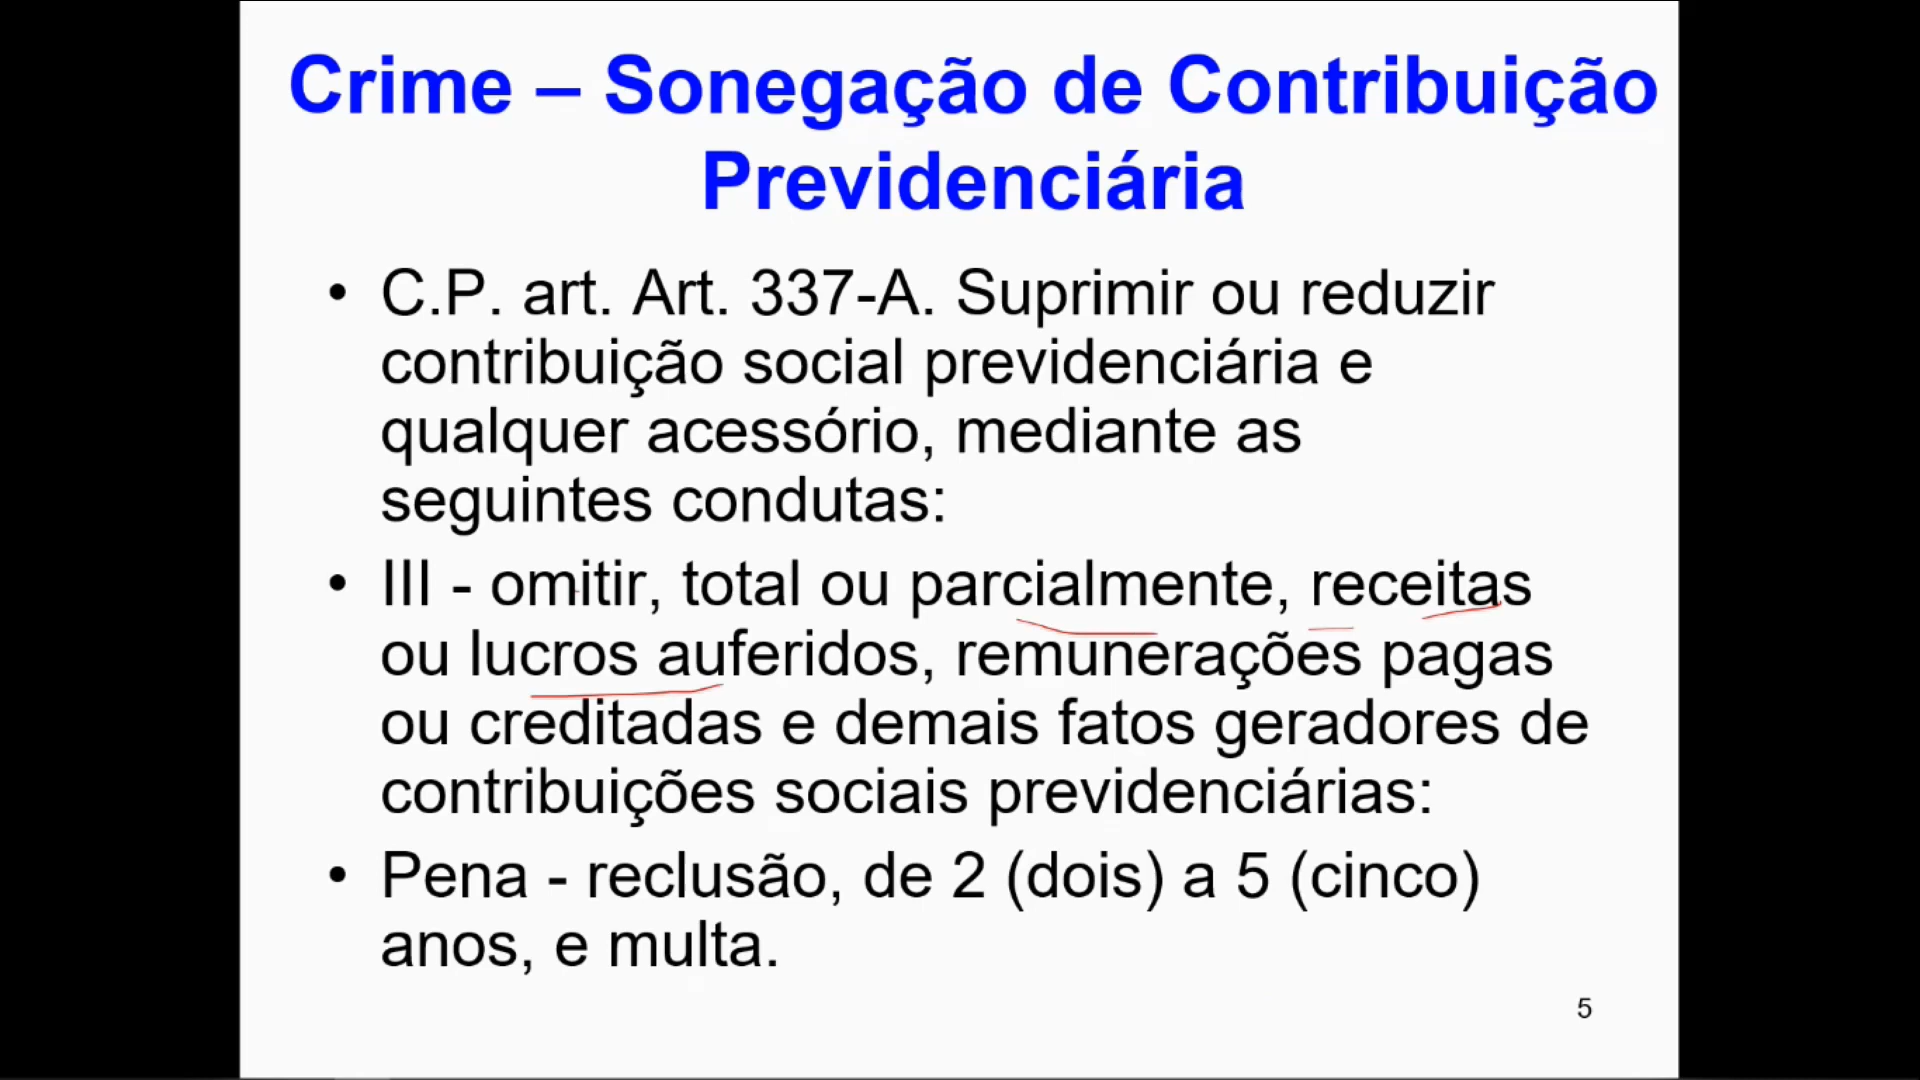 Crime – Sonegação de Contribuição
Previdenciária
• C.P. art. Art. 337-A. Suprimir ou reduzir
contribuição social previdenciária e
qualquer acessório, mediante as
seguintes condutas:
• III - omitir, total ou parcialmente, receitas
ou lucros auferidos, remunerações pagas
ou creditadas e demais fatos geradores de
contribuições sociais previdenciárias:
• Pena - reclusão, de 2 (dois) a 5 (cinco)
anos, e multa.
5